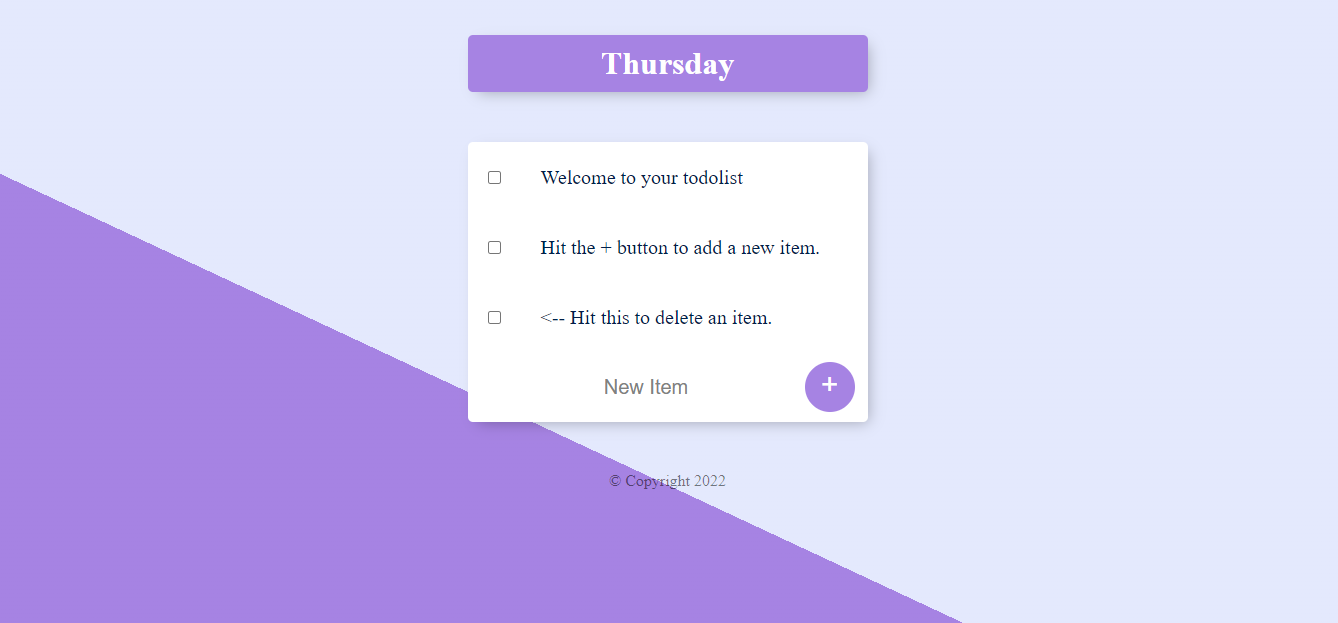 Thursday
Welcome to your todolist
Hit the + button to add a new item.
<-- Hit this to delete an item.
New Item +
© Copyright 2022